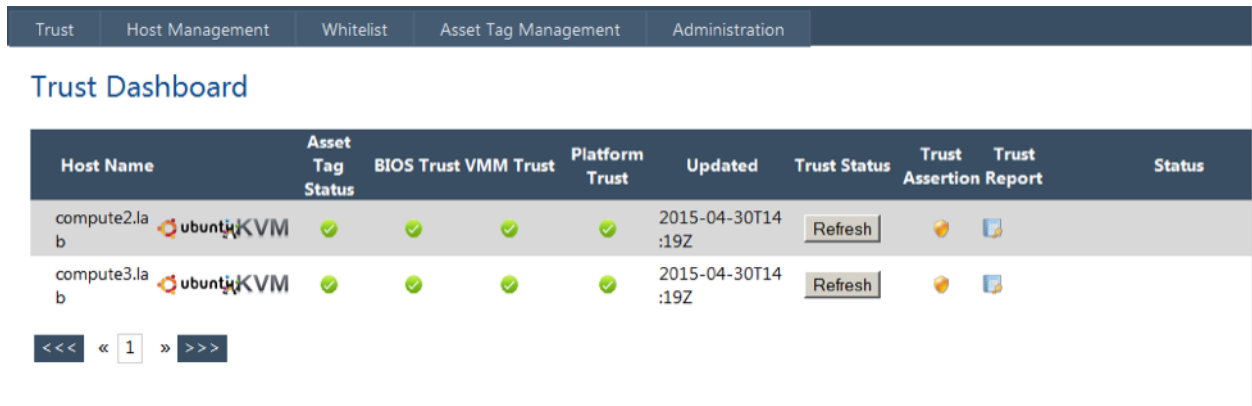 Trust Host Management Whitelist Asset Tag Management Administration
Trust Dashboard
Host Name Asset Tag Status BIOS Trust VMM Trust Platform Trust Updated Trust Status Trust Assertion Trust Report Status
compute2.la
b
ubuntu KVM
2015-04-30T14
:19Z
Refresh
compute3.la
b
ubuntu KVM
2015-04-30T14
:19Z
Refresh
<<< « 1 » >>>